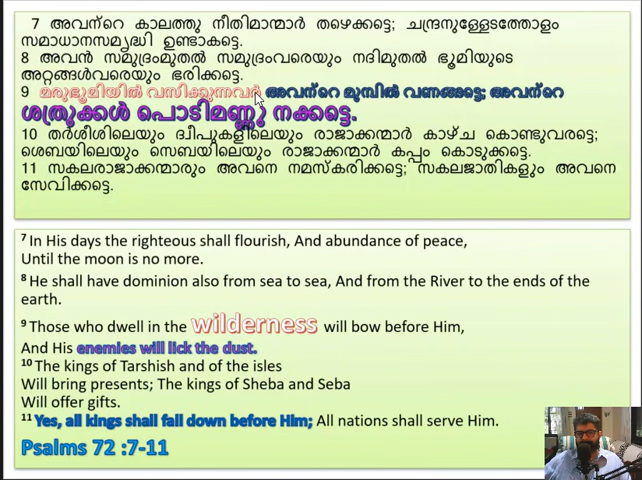 7 അവന്റെ കാലത്തു നീതിമാന്മാർ തഴെക്കട്ടെ; ചന്ദ്രനുള്ളേടത്തോളം
സമാധാനസമൃദ്ധി ഉണ്ടാകട്ടെ.
8 അവൻ സമുദ്രംമുതൽ സമുദ്രംവരെയും നദിമുതൽ ഭൂമിയുടെ
അറ്റങ്ങൾവരെയും ഭരിക്കട്ടെ.
9 മരുഭൂമിയിൽ വസിക്കുന്നവർ അവന്റെ മുമ്പിൽ വണങ്ങട്ടെ; അവന്റെ
ശത്രുക്കൾ പൊടിമണ്ണു നക്കട്ടെ.
10 തർശീശിലെയും ദ്വീപുകളിലെയും രാജാക്കന്മാർ കാഴ്ച കൊണ്ടുവരട്ടെ;
ശെബയിലെയും സെബയിലെയും രാജാക്കന്മാർ കപ്പം കൊടുക്കട്ടെ.
11 സകലരാജാക്കന്മാരും അവനെ നമസ്കരിക്കട്ടെ; സകലജാതികളും അവനെ
സേവിക്കട്ടെ.
7 In His days the righteous shall flourish, And abundance of peace,
Until the moon is no more.
8 He shall have dominion also from sea to sea, And from the River to the ends of the
earth.
9 Those who dwell in the wilderness will bow before Him,
And His enemies will lick the dust.
10 The kings of Tarshish and of the isles
Will bring presents; The kings of Sheba and Seba
Will offer gifts.
11 Yes, all kings shall fall down before Him; All nations shall serve Him.
Psalms 72 :7-11